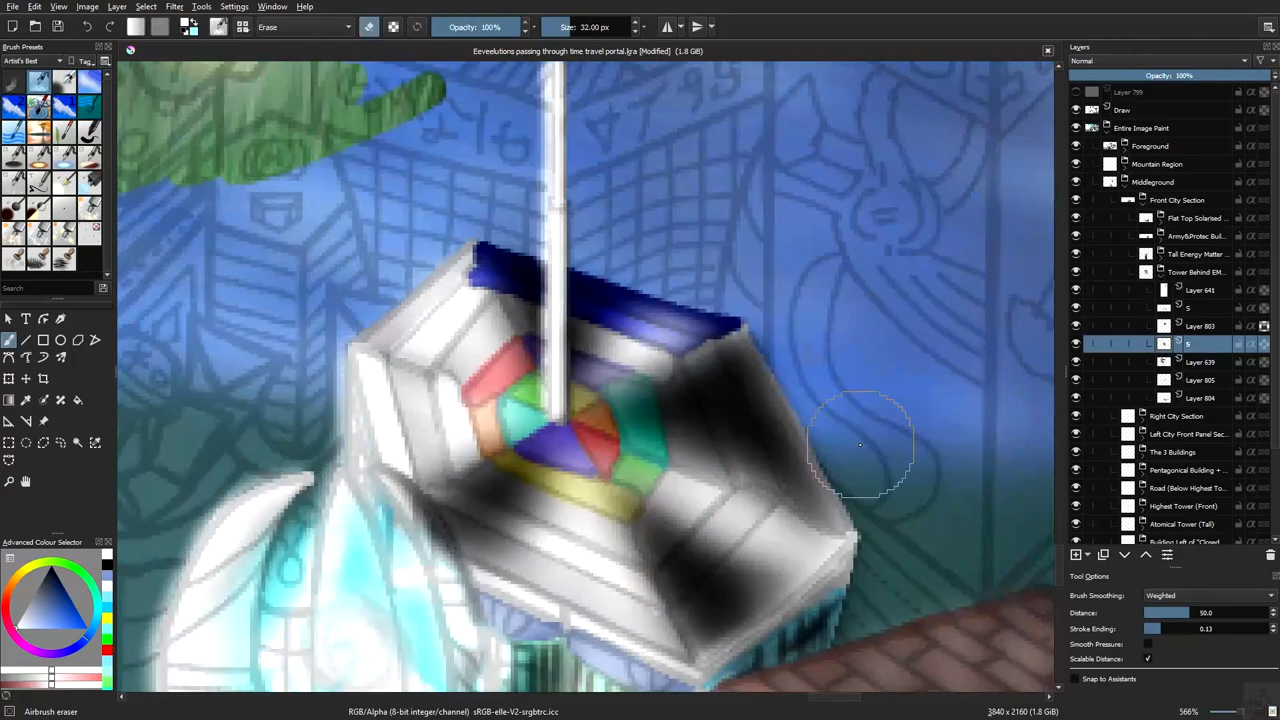 File Edit View Image Layer Select Filter Tools Settings Window Help
Erase
Opacity: 100%
Size: 32.00 px
Brush Presets
Eeveelutions passing through time travel portal.kra [Modified] (1.8 GB)
Layers
Artist's Best
Tag
Normal
Opacity: 100%
Layer 799
Draw
Entire Image Paint
Foreground
Mountain Region
Middleground
Front City Section
Flat Top Solarised ...
Army&Protec Buil...
Tall Energy Matter ...
Tower Behind EM...
Layer 641
S
Layer 803
S
Layer 639
Layer 805
Layer 804
Right City Section
Left City Front Panel Sec...
The 3 Buildings
Pentagonical Building + ...
Road (Below Highest To...
Highest Tower (Front)
Atomical Tower (Tall)
Building Left of "Closed
Search
Advanced Colour Selector
Tool Options
Brush Smoothing: Weighted
Distance: 50.0
Stroke Ending: 0.13
Smooth Pressure:
Scalable Distance:
Snap to Assistants
Airbrush eraser
RGB/Alpha (8-bit integer/channel) sRGB-elle-V2-srgbtrc.icc
3840 x 2160 (1.8 GiB)
566%